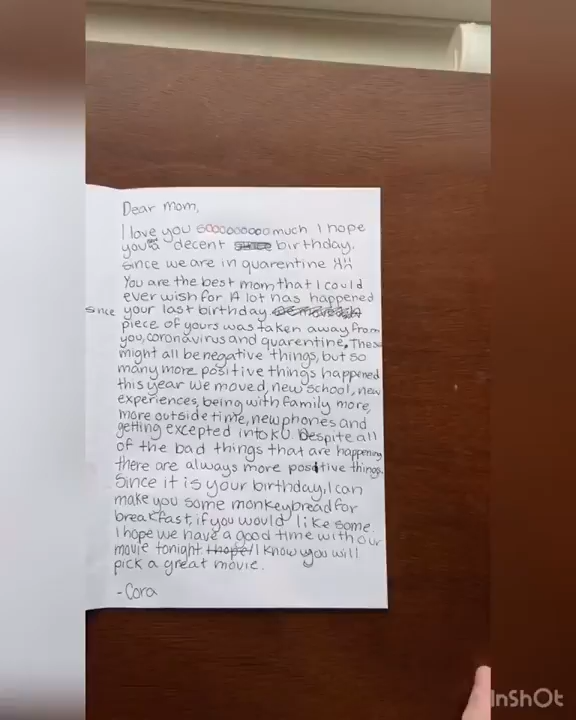 Dear mom,
I love you sooooooooo much I hope
you's decent birthday.
since we are in quarentine
You are the best mom that I could
ever wish for A lot has happened
since your last birthday.
piece of yours was taken away from
you, coronavirus and quarentine. These
might all be negative things, but so
many more positive things happened
this year we moved, new school, new
experiences, being with family more,
more outside time, new phones and
getting excepted into KU Despite all
of the bad things that are happening
there are always more positive things.
Since it is your birthday, I can
make you some monkeybread for
breakfast, if you would like some.
I hope we have a good time with our
movie tonight I hope I know you will
pick a great movie.
-Cora
InShOt